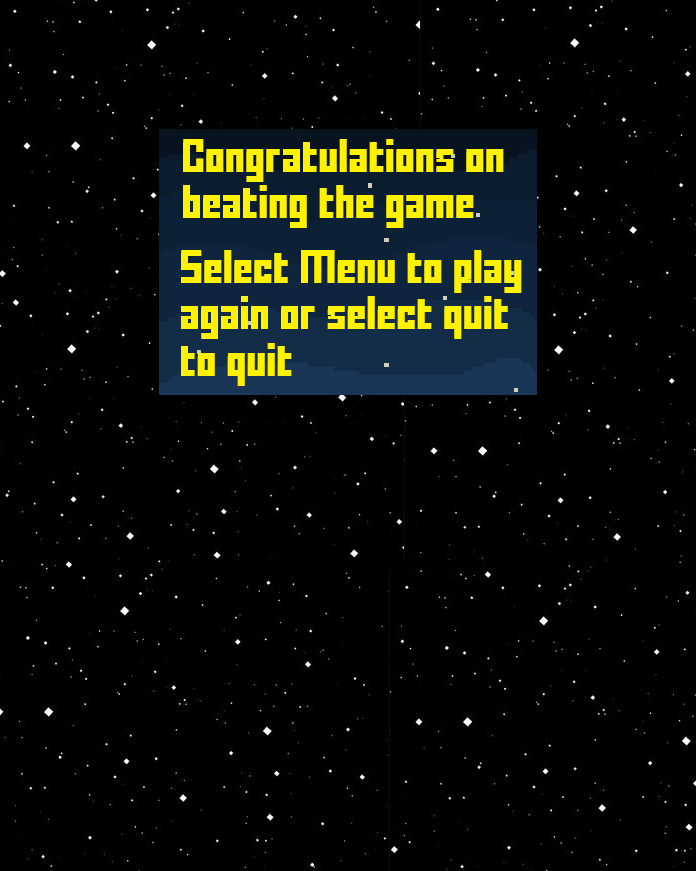 Congratulations on
beating the game.
Select Menu to play
again or select quit
to quit